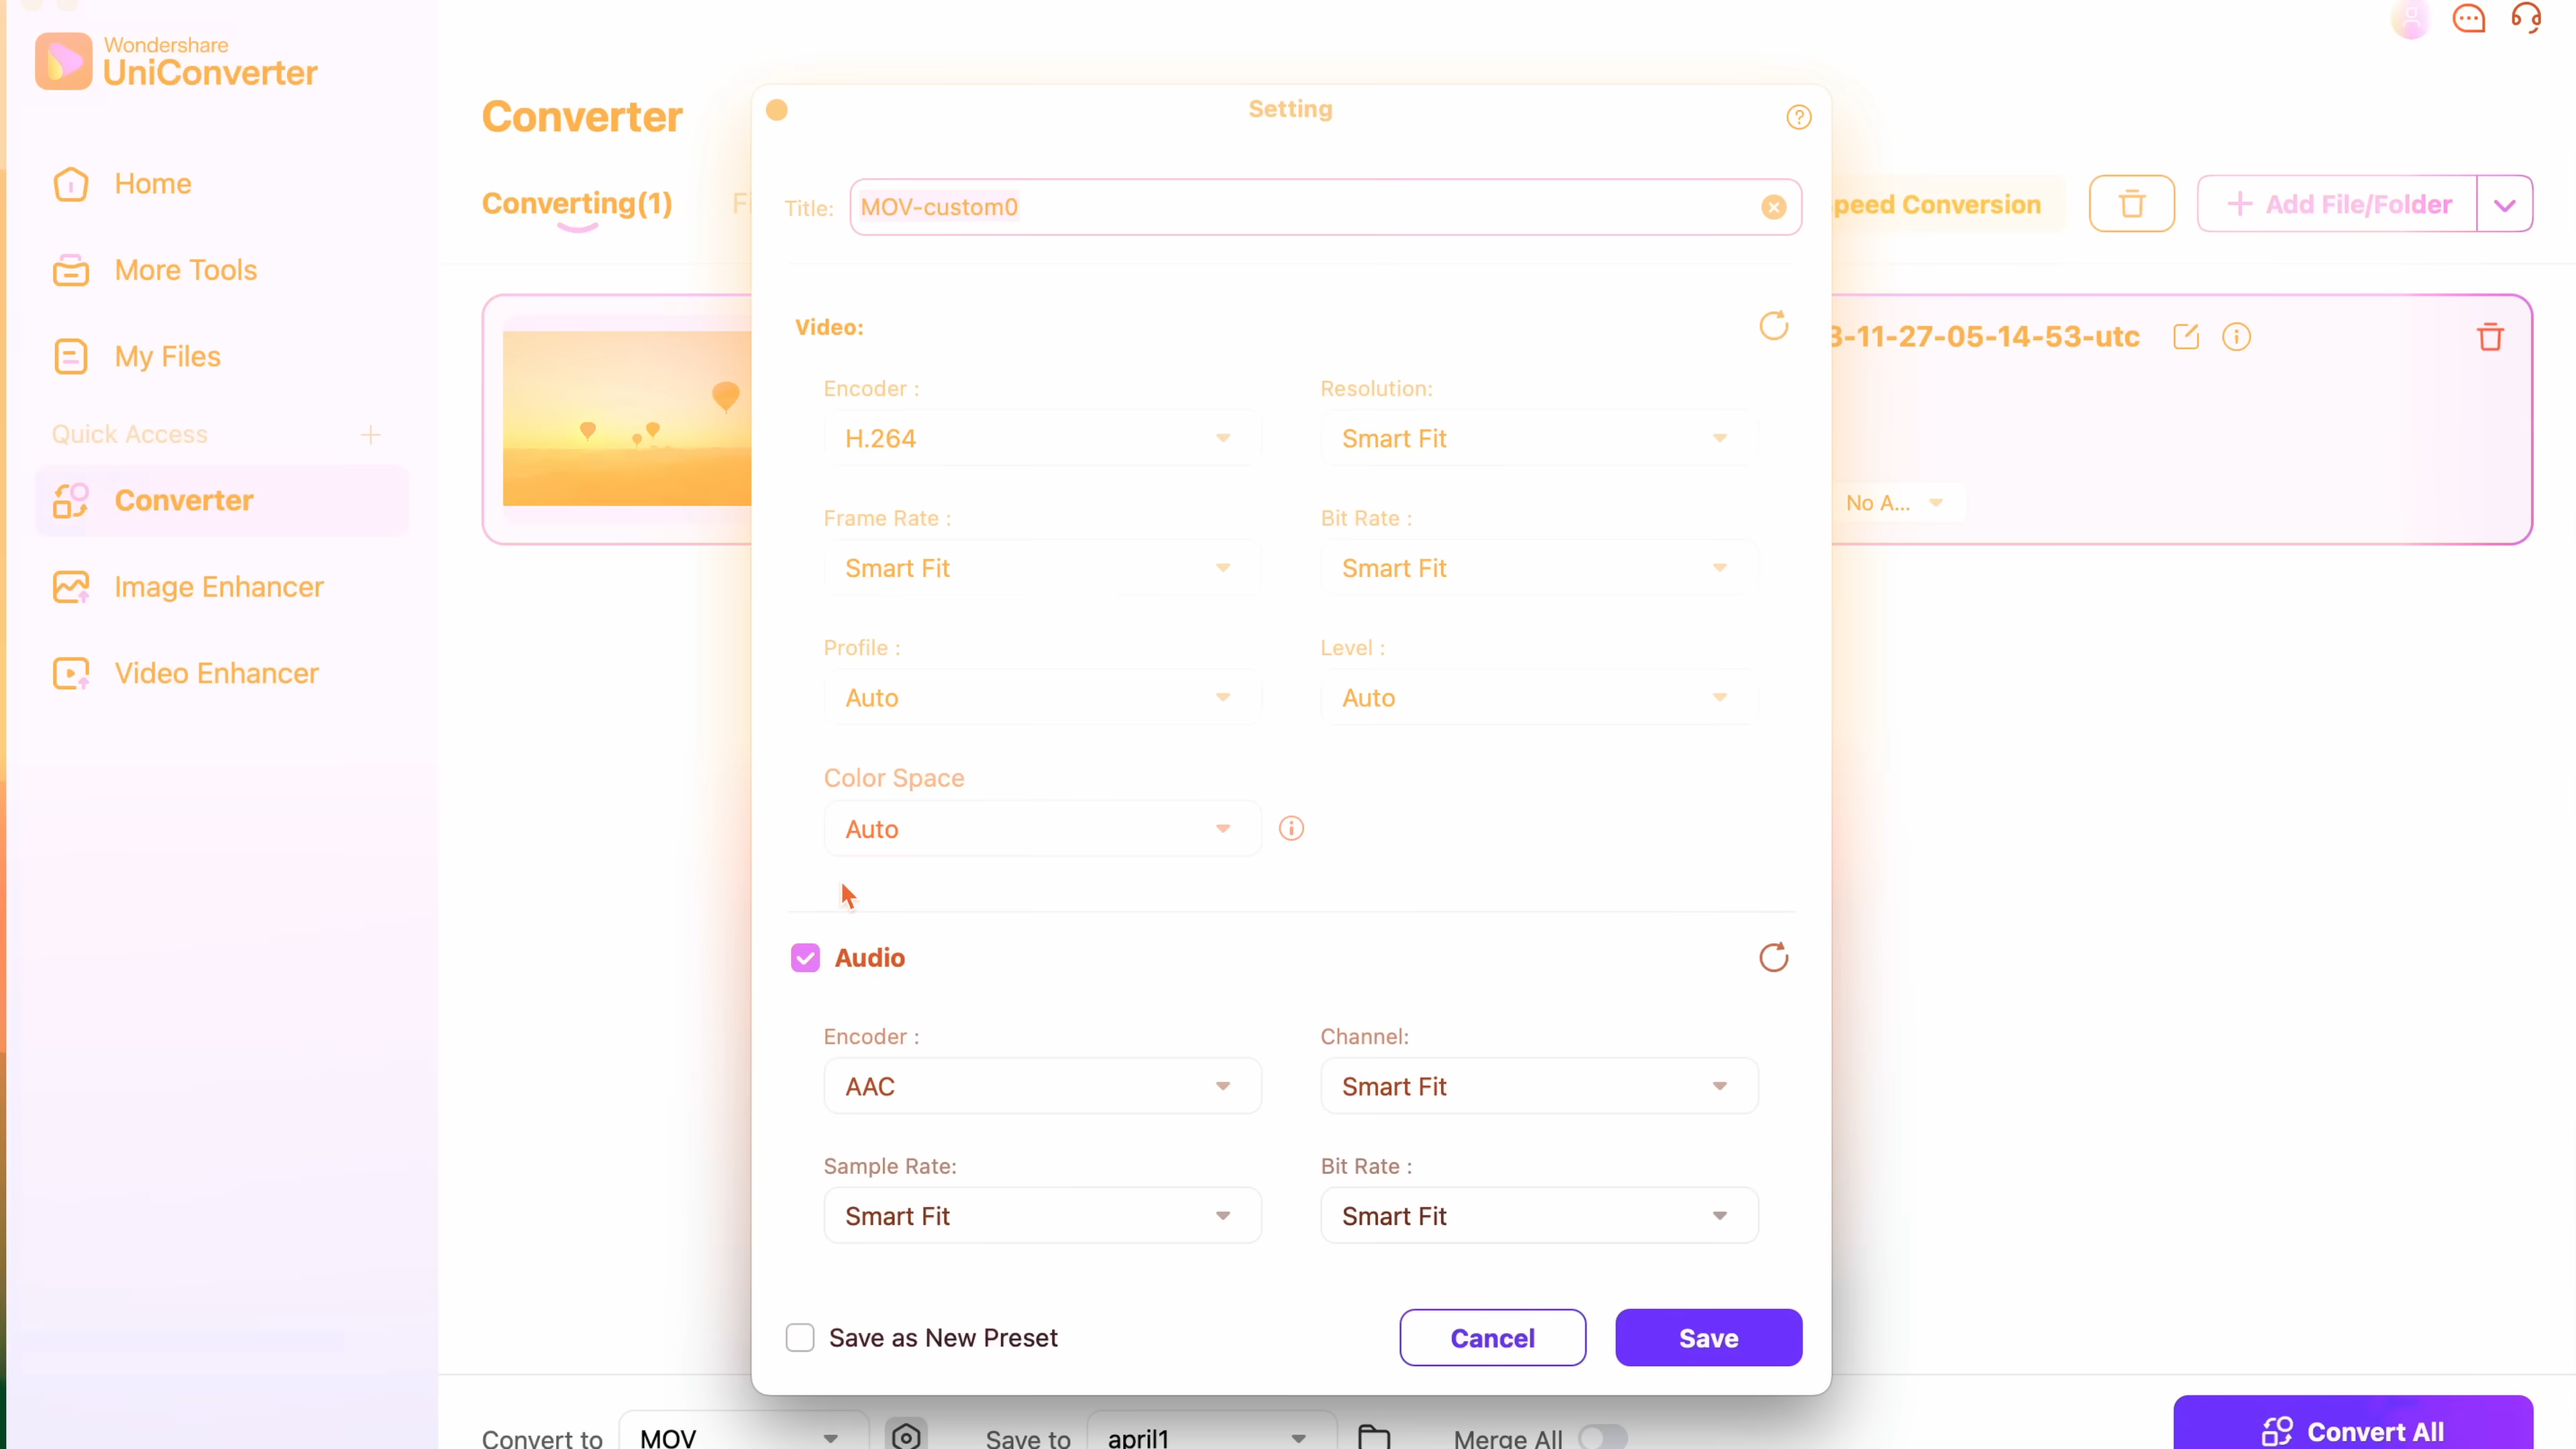 Wondershare
UniConverter
Home
More Tools
My Files
Quick Access
Converter
Image Enhancer
Video Enhancer
Converter
Converting(1)
Setting
Title:
MOV-custom0
Video:
Encoder :
Resolution:
H.264
Smart Fit
Frame Rate :
Bit Rate :
Smart Fit
Smart Fit
Profile :
Level :
Auto
Auto
Color Space
Auto
Audio
Encoder :
Channel:
AAC
Smart Fit
Sample Rate:
Bit Rate :
Smart Fit
Smart Fit
Save as New Preset
Cancel
Save
peed Conversion
+ Add File/Folder
3-11-27-05-14-53-utc
No A...
Convert to
MOV
Save to
april1
Merge All
Convert All